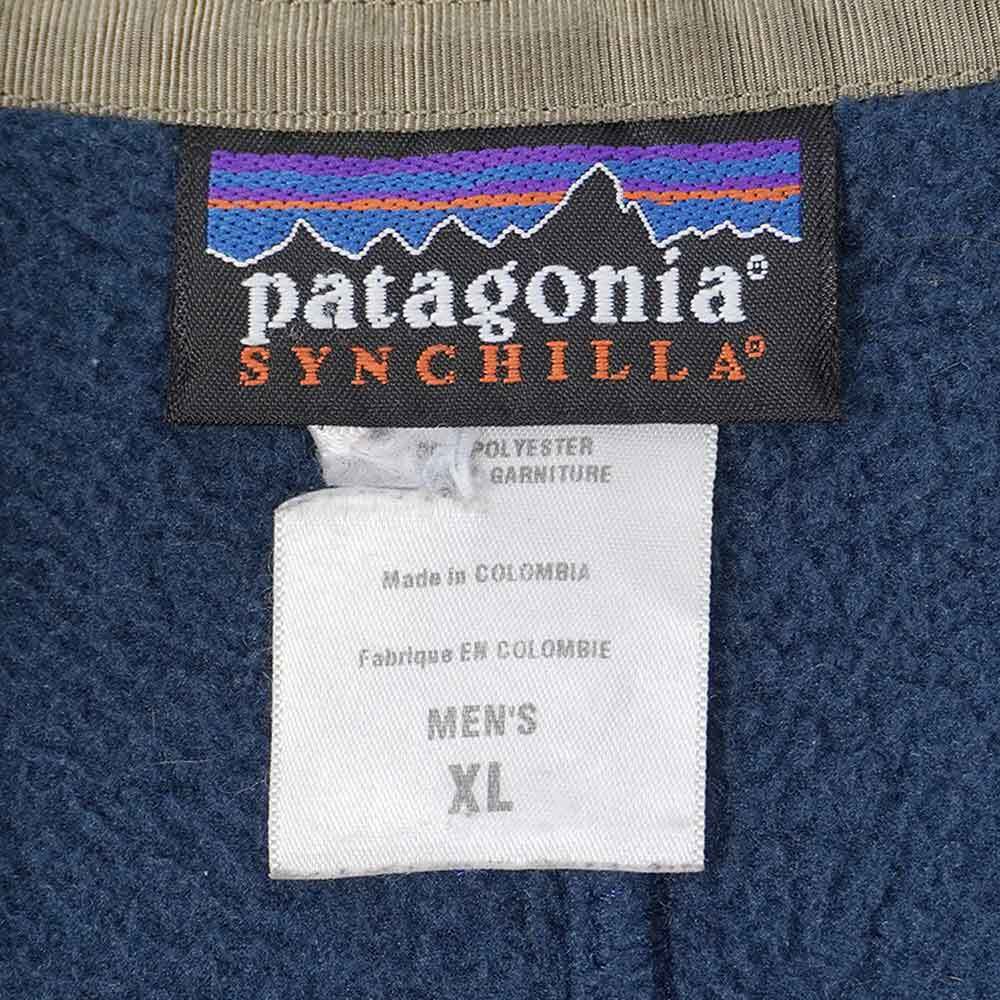 patagonia®
SYNCHILLA®
POLYESTER
GARNITURE
Made in COLOMBIA
Fabrique EN COLOMBIE
MEN'S
XL